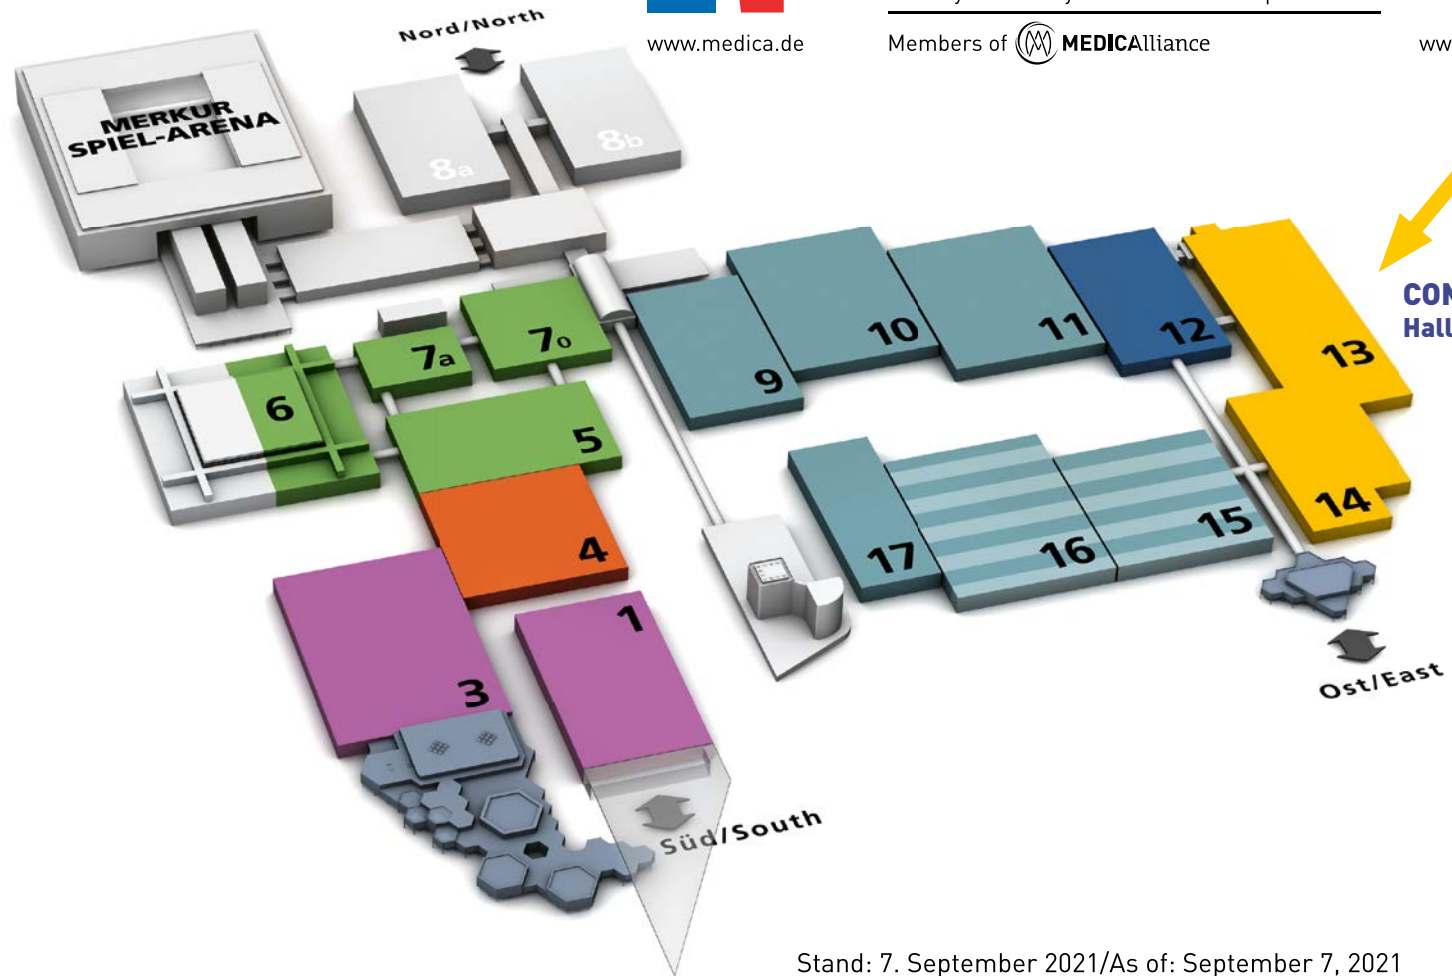 Nord/North
www.medica.de
Members of MEDICAlliance
MERKUR
SPIEL-ARENA
8a
8b
7a
70
6
5
4
3
1
9
10
11
12
13
14
15
16
17
Hall
Ost/East
Süd/South
Stand: 7. September 2021/As of: September 7, 2021